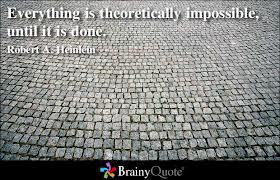 Everything is theoretically impossible,
until it is done.
Robert A. Heinlein
BrainyQuote®